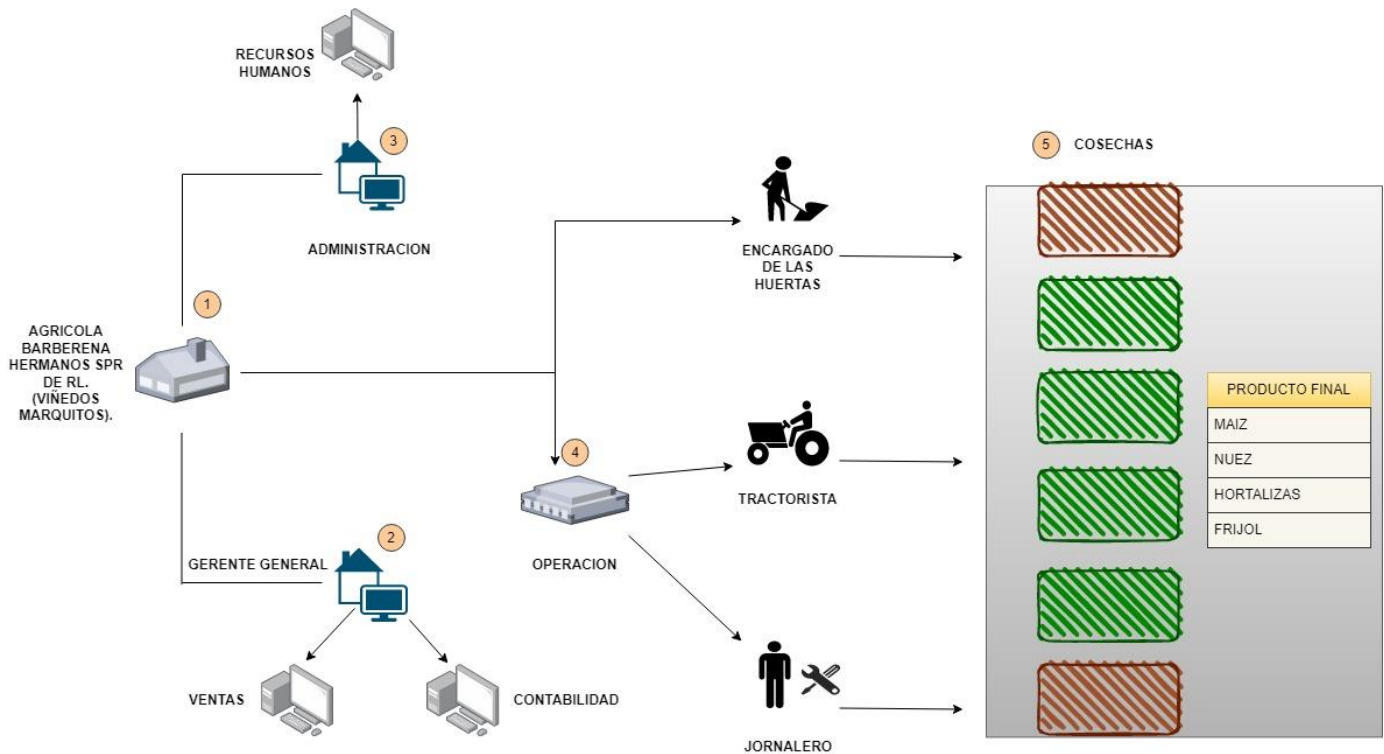 RECURSOS
HUMANOS
3
ADMINISTRACION
1
AGRICOLA
BARBERENA
HERMANOS SPR
DE RL.
(VIÑEDOS
MARQUITOS).
2
GERENTE GENERAL
VENTAS
CONTABILIDAD
4
OPERACION
ENCARGADO
DE LAS
HUERTAS
TRACTORISTA
JORNALERO
5 COSECHAS
PRODUCTO FINAL
MAIZ
NUEZ
HORTALIZAS
FRIJOL